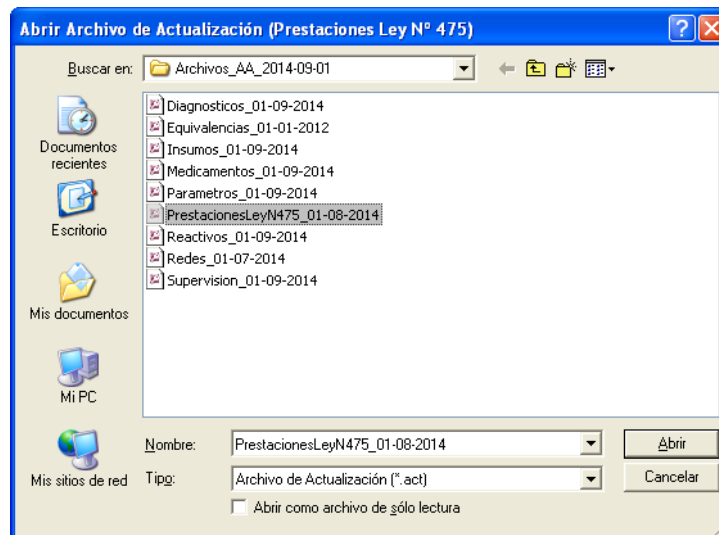 Abrir Archivo de Actualización (Prestaciones Ley Nº 475)
Buscar en: Archivos_AA_2014-09-01
Documentos
recientes
Escritorio
Mis documentos
Mi PC
Mis sitios de red
Diagnosticos_01-09-2014
Equivalencias_01-01-2012
Insumos_01-09-2014
Medicamentos_01-09-2014
Parametros_01-09-2014
PrestacionesLeyN475_01-08-2014
Reactivos_01-09-2014
Redes_01-07-2014
Supervision_01-09-2014
Nombre: PrestacionesLeyN475_01-08-2014 Abrir
Tipo: Archivo de Actualización (*.act) Cancelar
Abrir como archivo de sólo lectura